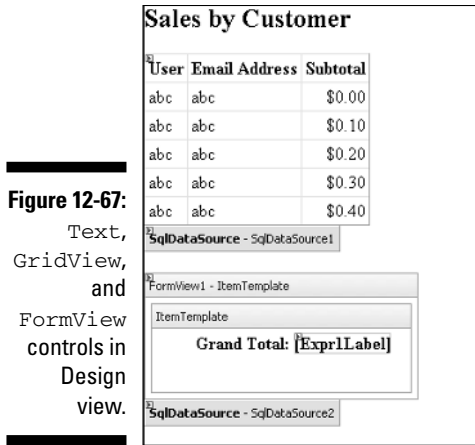 Sales by Customer
User Email Address Subtotal
abc abc $0.00
abc abc $0.10
abc abc $0.20
abc abc $0.30
abc abc $0.40
SqlDataSource - SqlDataSource1
FormView1 - ItemTemplate
ItemTemplate
Grand Total: [Expr1Label]
SqlDataSource - SqlDataSource2
Figure 12-67:
Text,
GridView,
and
FormView
controls in
Design
view.